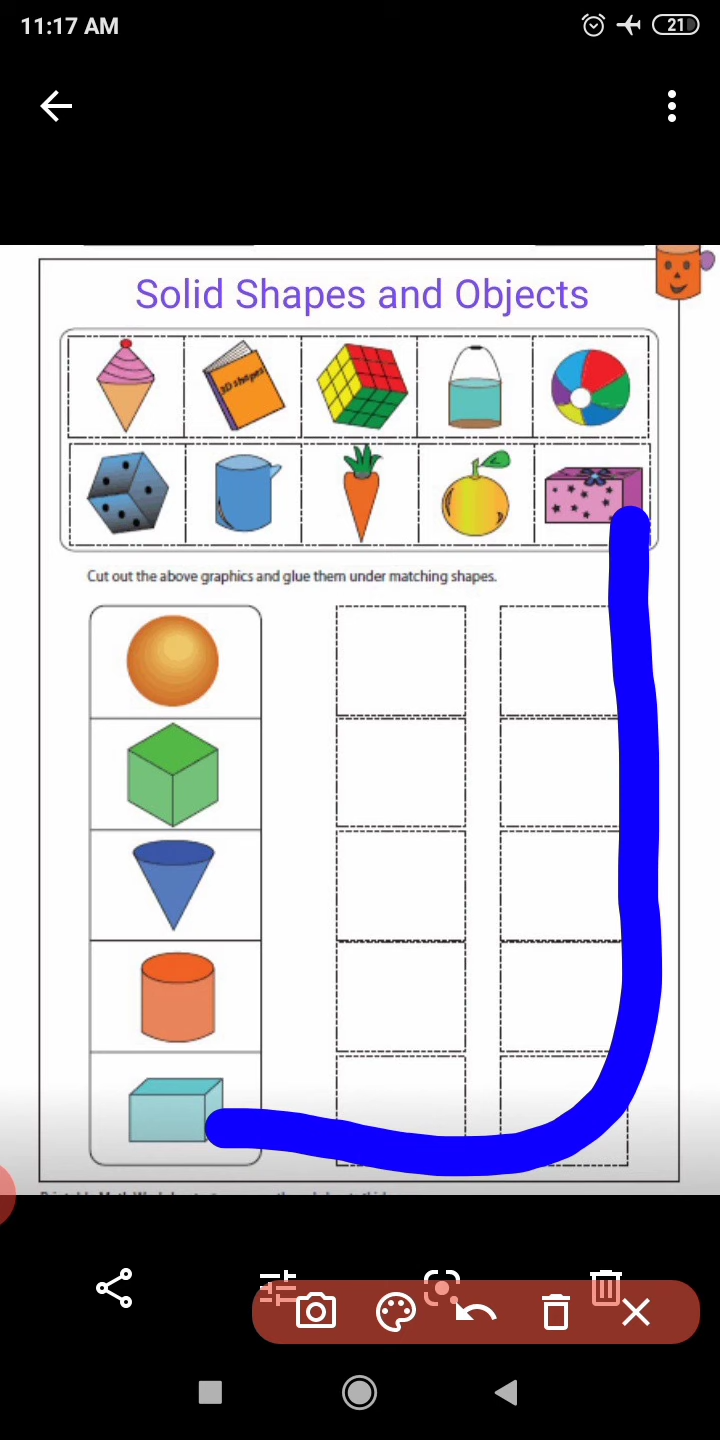 11:17 AM
21
Solid Shapes and Objects
3D shapes
Cut out the above graphics and glue them under matching shapes.